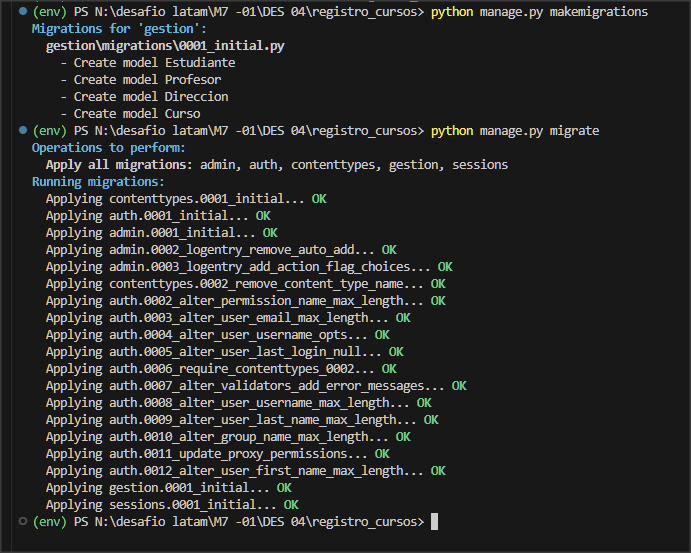 (env) PS N:\desafio latam\M7 -01\DES 04\registro_cursos> python manage.py makemigrations
Migrations for 'gestion':
gestion\migrations\0001_initial.py
- Create model Estudiante
- Create model Profesor
- Create model Direccion
- Create model Curso
(env) PS N:\desafio latam\M7 -01\DES 04\registro_cursos> python manage.py migrate
Operations to perform:
Apply all migrations: admin, auth, contenttypes, gestion, sessions
Running migrations:
Applying contenttypes.0001_initial... OK
Applying auth.0001_initial... OK
Applying admin.0001_initial... OK
Applying admin.0002_logentry_remove_auto_add... OK
Applying admin.0003_logentry_add_action_flag_choices... OK
Applying contenttypes.0002_remove_content_type_name... OK
Applying auth.0002_alter_permission_name_max_length... OK
Applying auth.0003_alter_user_email_max_length... OK
Applying auth.0004_alter_user_username_opts... OK
Applying auth.0005_alter_user_last_login_null... OK
Applying auth.0006_require_contenttypes_0002... OK
Applying auth.0007_alter_validators_add_error_messages... OK
Applying auth.0008_alter_user_username_max_length... OK
Applying auth.0009_alter_user_last_name_max_length... OK
Applying auth.0010_alter_group_name_max_length... OK
Applying auth.0011_update_proxy_permissions... OK
Applying auth.0012_alter_user_first_name_max_length... OK
Applying gestion.0001_initial... OK
Applying sessions.0001_initial... OK
(env) PS N:\desafio latam\M7 -01\DES 04\registro_cursos>